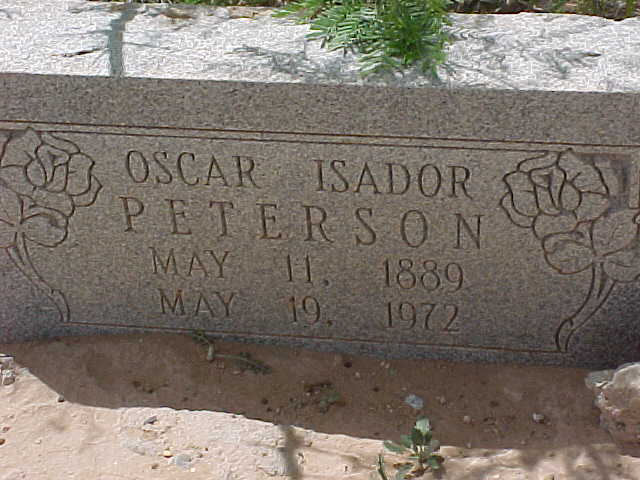 OSCAR ISADOR
PETERSON
MAY 11, 1889
MAY 19, 1972